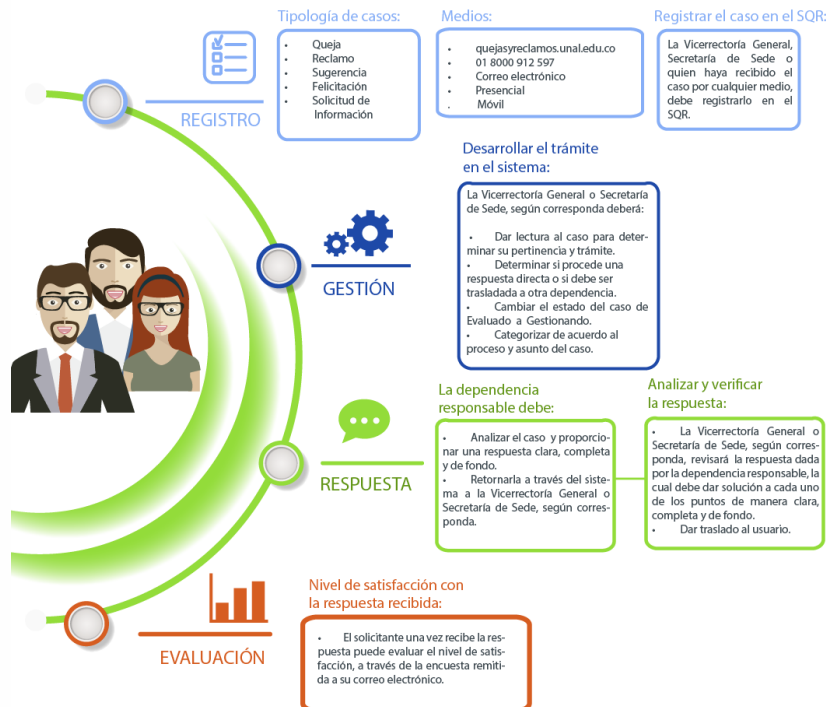 Tipología de casos:
• Queja
• Reclamo
• Sugerencia
• Felicitación
• Solicitud de
Información
Medios:
• quejasyreclamos.unal.edu.co
• 01 8000 912 597
• Correo electrónico
• Presencial
. Móvil
Registrar el caso en el SQR:
La Vicerrectoría General,
Secretaría de Sede o
quien haya recibido el
caso por cualquier medio,
debe registrarlo en el
SQR.
REGISTRO
Desarrollar el trámite
en el sistema:
La Vicerrectoría General o Secretaría
de Sede, según corresponda deberá:
• Dar lectura al caso para deter-
minar su pertinencia y trámite.
• Determinar si procede una
respuesta directa o si debe ser
trasladada a otra dependencia.
• Cambiar el estado del caso de
Evaluado a Gestionando.
• Categorizar de acuerdo al
proceso y asunto del caso.
GESTIÓN
La dependencia
responsable debe:
• Analizar el caso y proporcio-
nar una respuesta clara, completa
y de fondo.
• Retornarla a través del siste-
ma a la Vicerrectoría General o
Secretaría de Sede, según corres-
ponda.
Analizar y verificar
la respuesta:
• La Vicerrectoría General o
Secretaría de Sede, según corres-
ponda, revisará la respuesta dada
por la dependencia responsable, la
cual debe dar solución a cada uno
de los puntos de manera clara,
completa y de fondo.
• Dar traslado al usuario.
RESPUESTA
Nivel de satisfacción con
la respuesta recibida:
• El solicitante una vez recibe la res-
puesta puede evaluar el nivel de satis-
facción, a través de la encuesta remiti-
da a su correo electrónico.
EVALUACIÓN